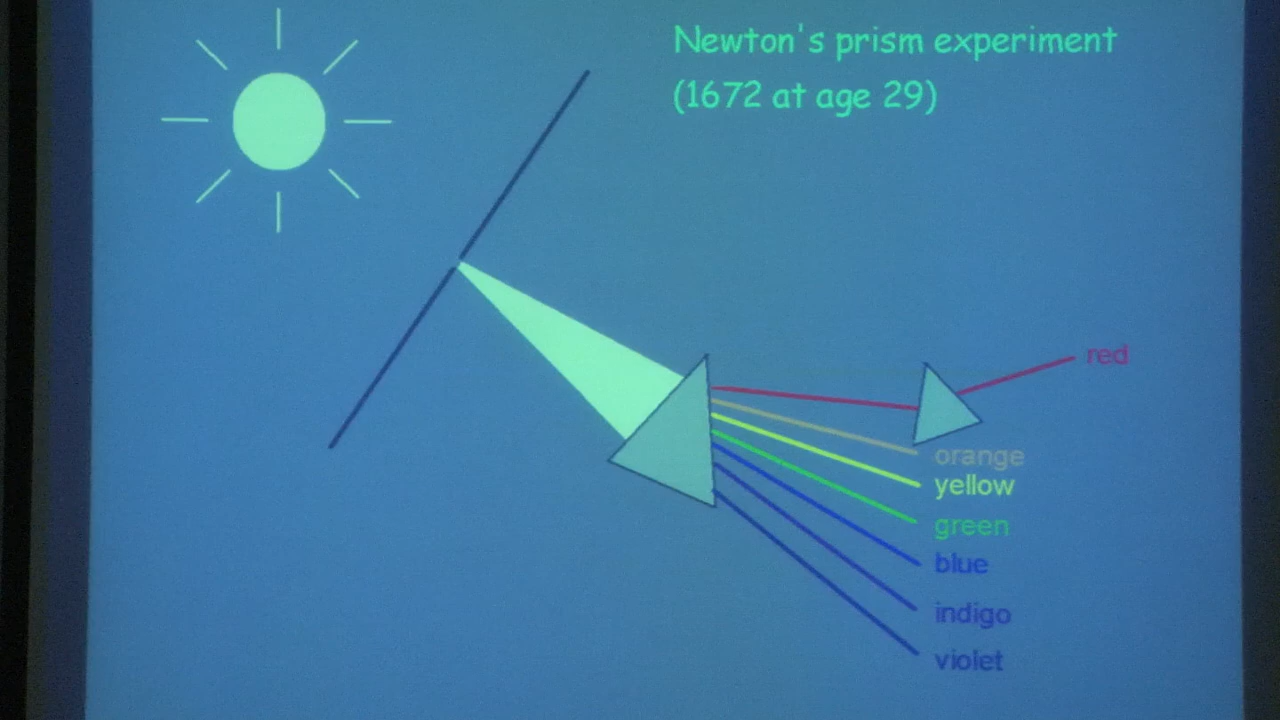 Newton's prism experiment
(1672 at age 29)
red
orange
yellow
green
blue
indigo
violet